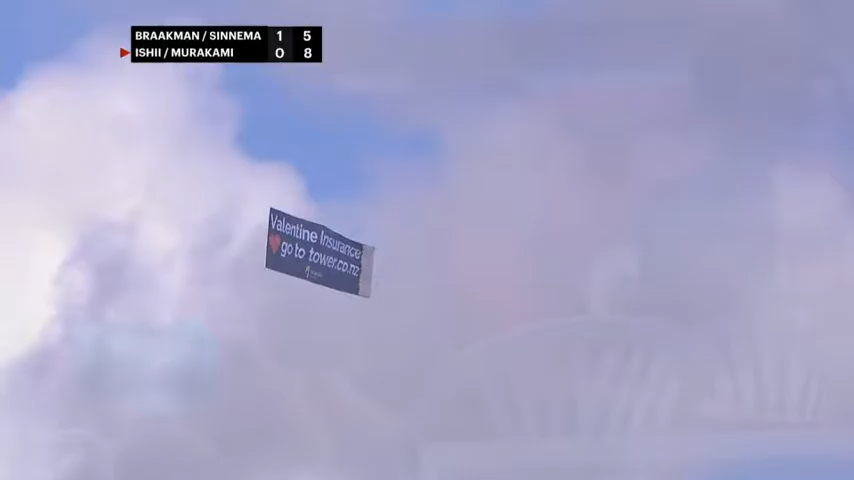 BRAAKMAN / SINNEMA 1 5
ISHII / MURAKAMI 0 8
Valentine Insurance
go to tower.co.nz